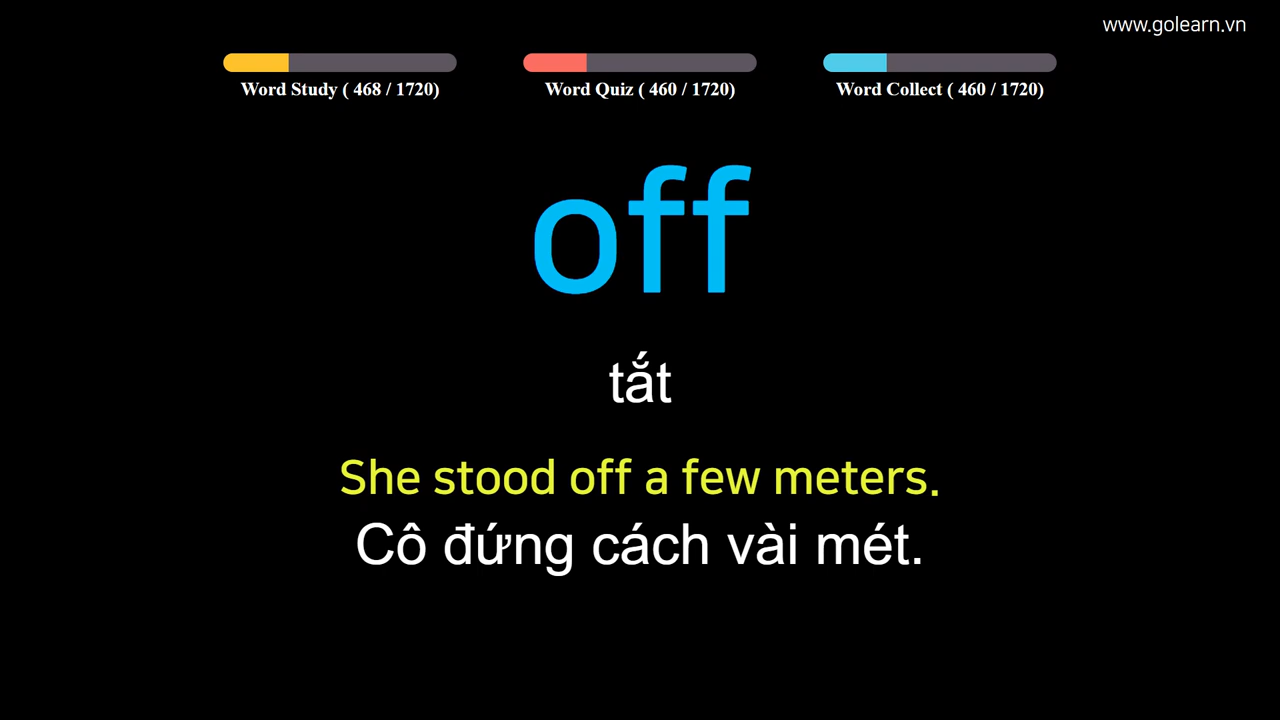 www.golearn.vn
Word Study ( 468 / 1720)
Word Quiz ( 460 / 1720)
Word Collect ( 460 / 1720)
off
tắt
She stood off a few meters.
Cô đứng cách vài mét.